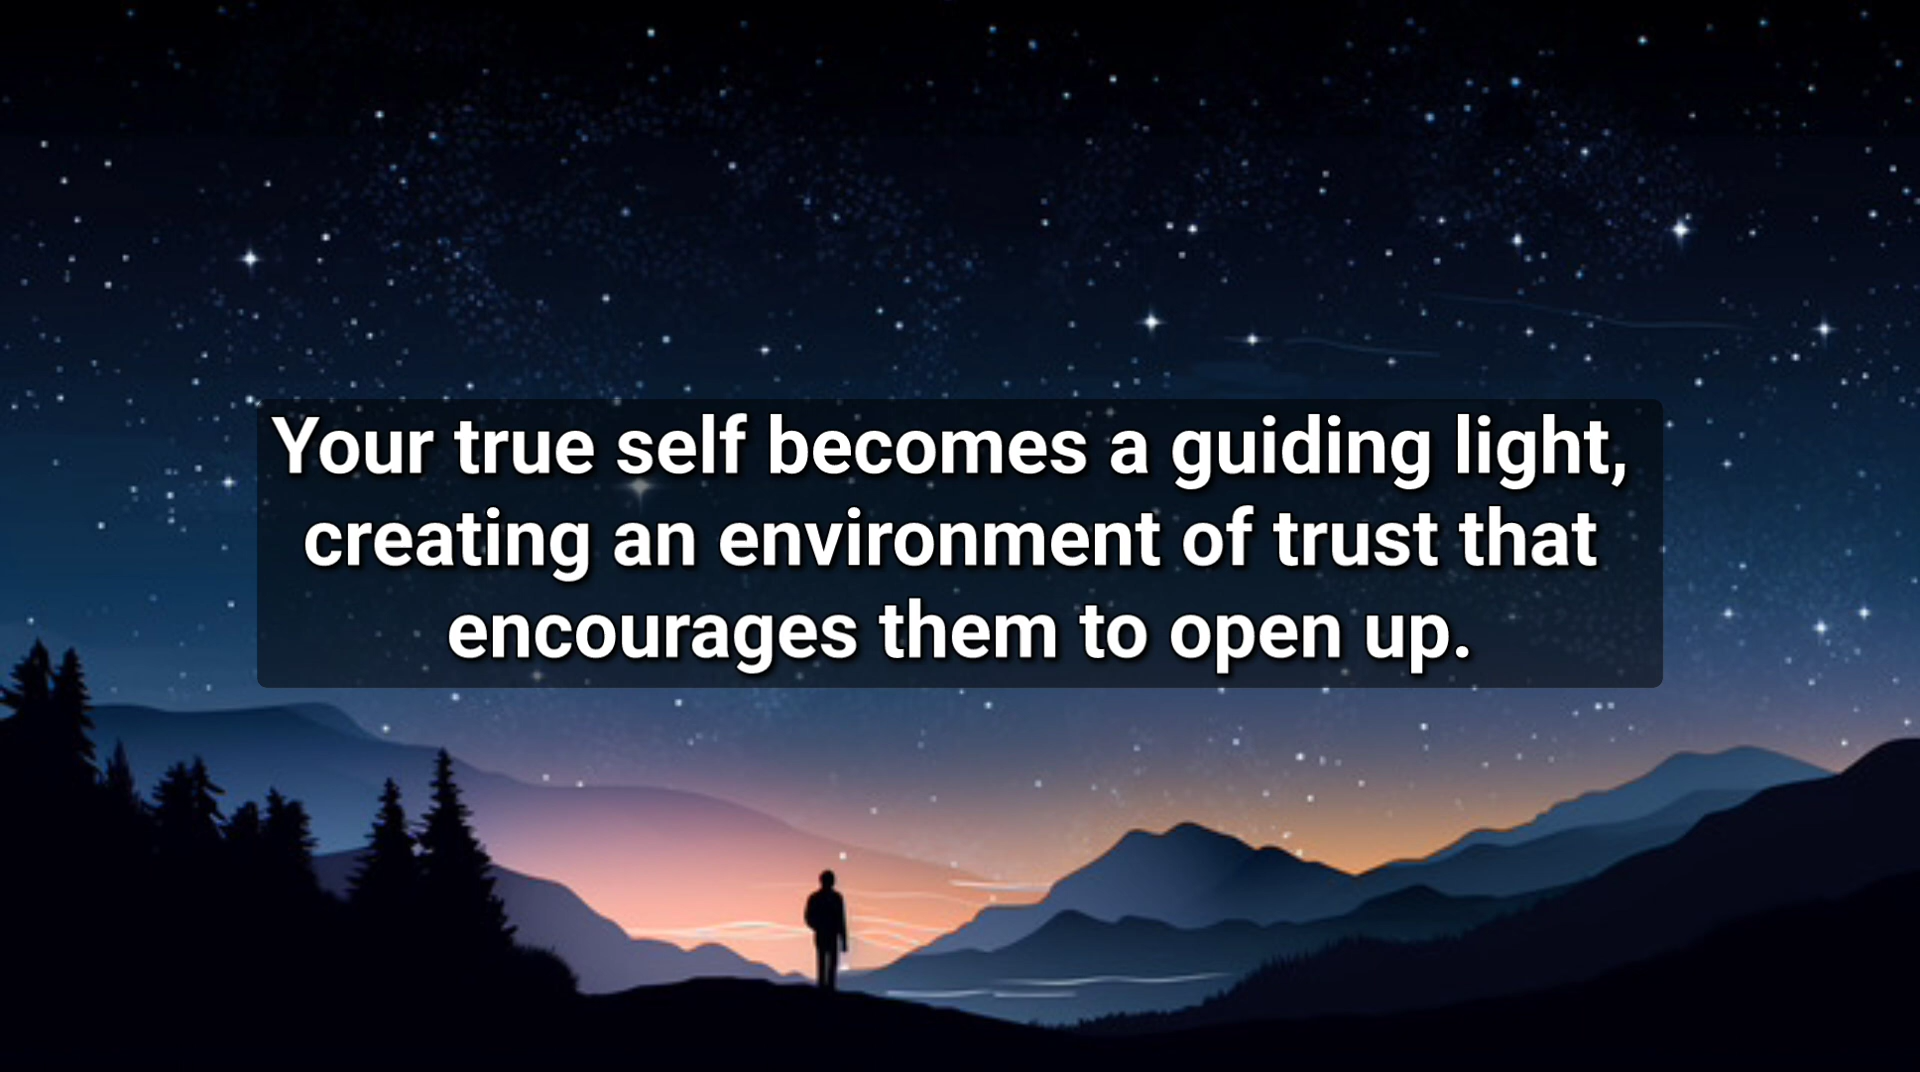 Your true self becomes a guiding light,
creating an environment of trust that
encourages them to open up.